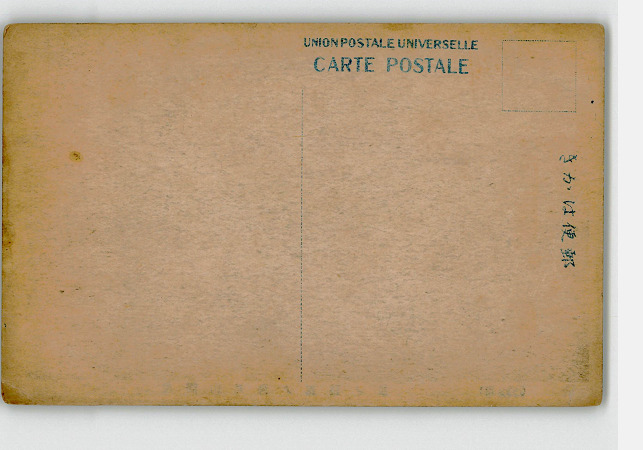 UNION POSTALE UNIVERSELLE
CARTE POSTALE
郵便はかき